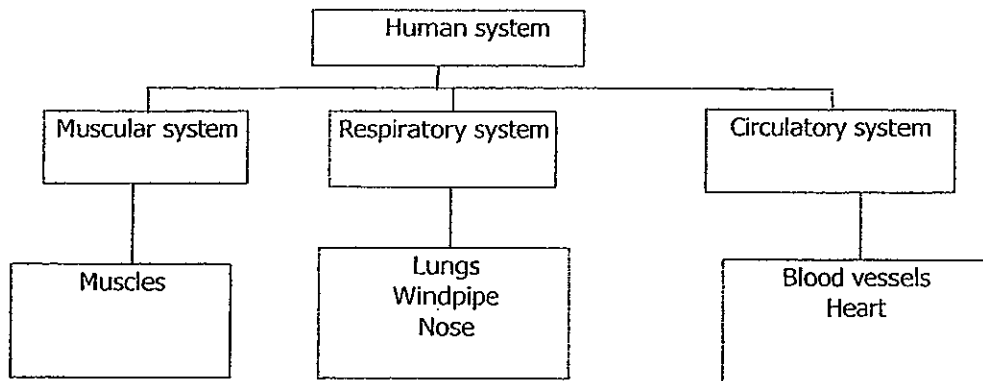 Human system
Muscular system
Respiratory system
Circulatory system
Muscles
Lungs
Windpipe
Nose
Blood vessels
Heart